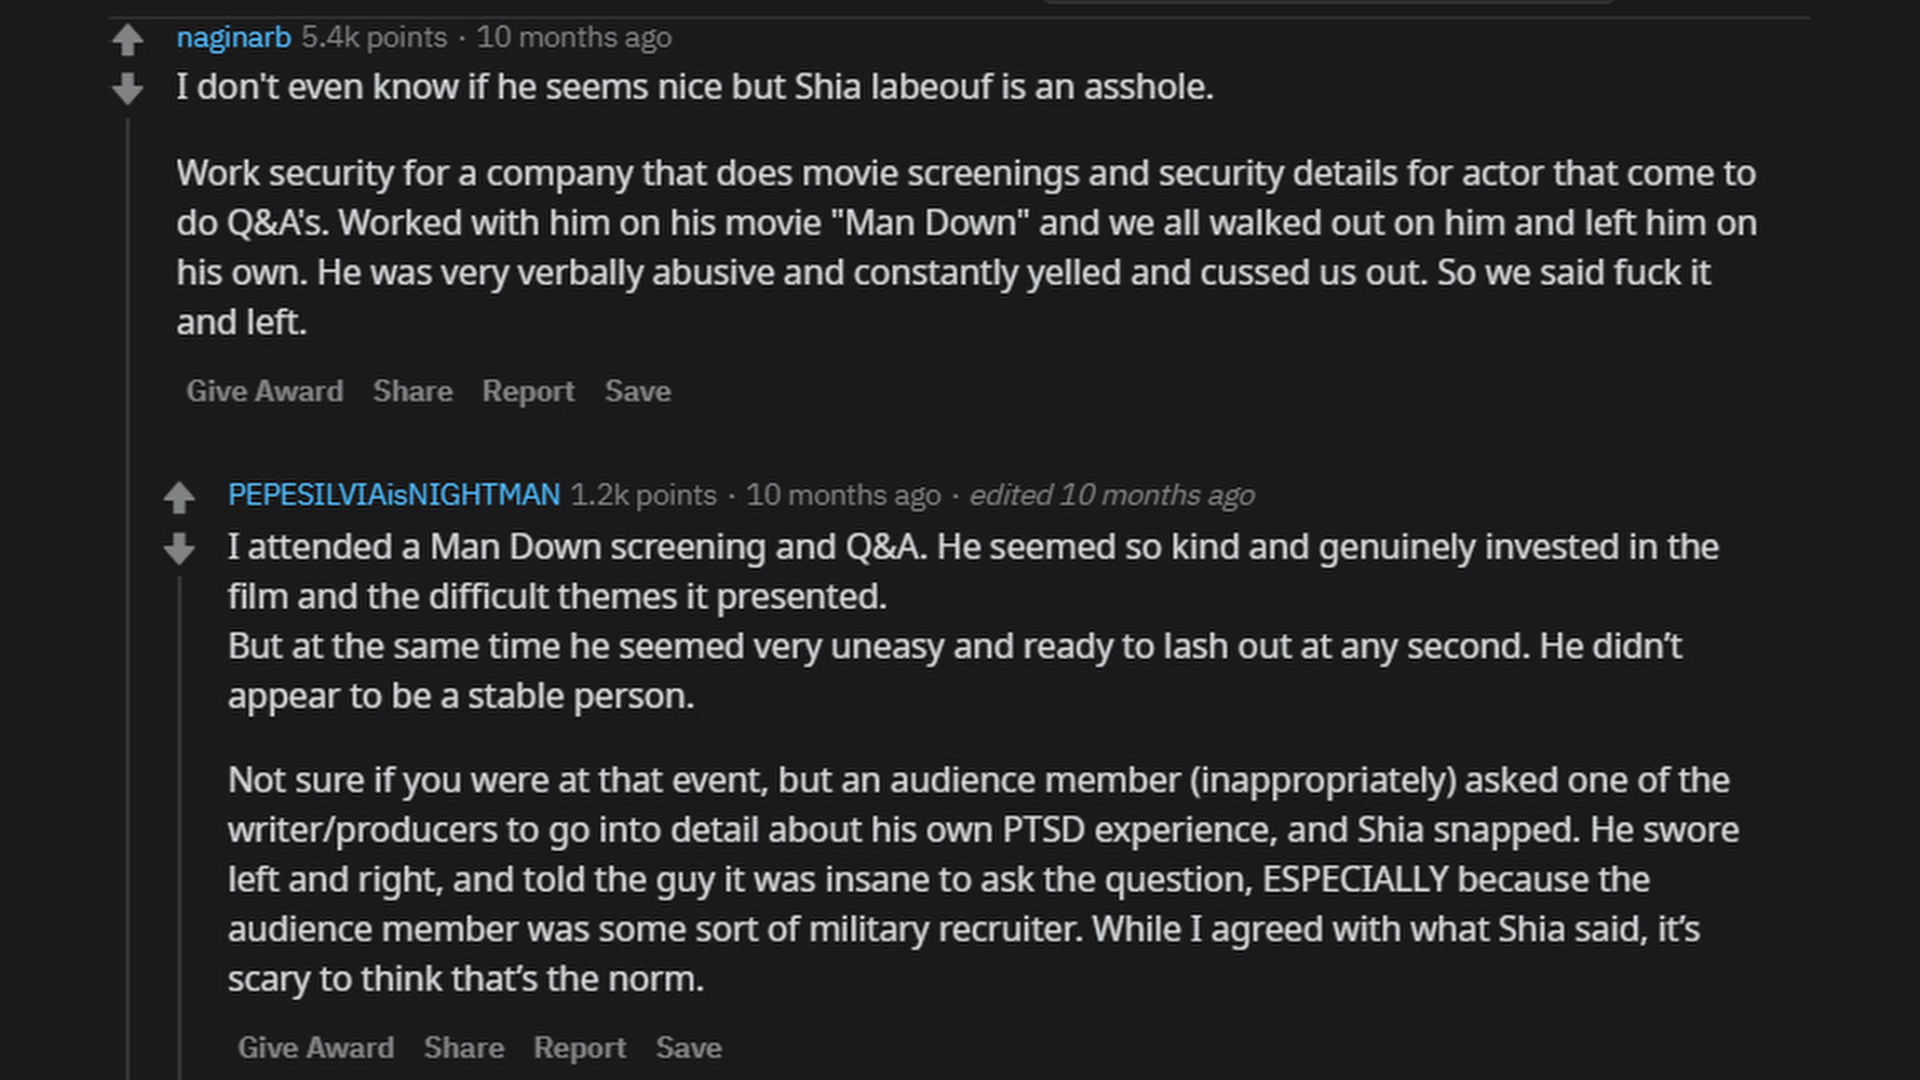 naginarb 5.4k points · 10 months ago
I don't even know if he seems nice but Shia labeouf is an asshole.
Work security for a company that does movie screenings and security details for actor that come to
do Q&A's. Worked with him on his movie "Man Down" and we all walked out on him and left him on
his own. He was very verbally abusive and constantly yelled and cussed us out. So we said fuck it
and left.
Give Award Share Report Save
PEPESILVIAisNIGHTMAN 1.2k points · 10 months ago · edited 10 months ago
I attended a Man Down screening and Q&A. He seemed so kind and genuinely invested in the
film and the difficult themes it presented.
But at the same time he seemed very uneasy and ready to lash out at any second. He didn’t
appear to be a stable person.
Not sure if you were at that event, but an audience member (inappropriately) asked one of the
writer/producers to go into detail about his own PTSD experience, and Shia snapped. He swore
left and right, and told the guy it was insane to ask the question, ESPECIALLY because the
audience member was some sort of military recruiter. While I agreed with what Shia said, it’s
scary to think that’s the norm.
Give Award Share Report Save